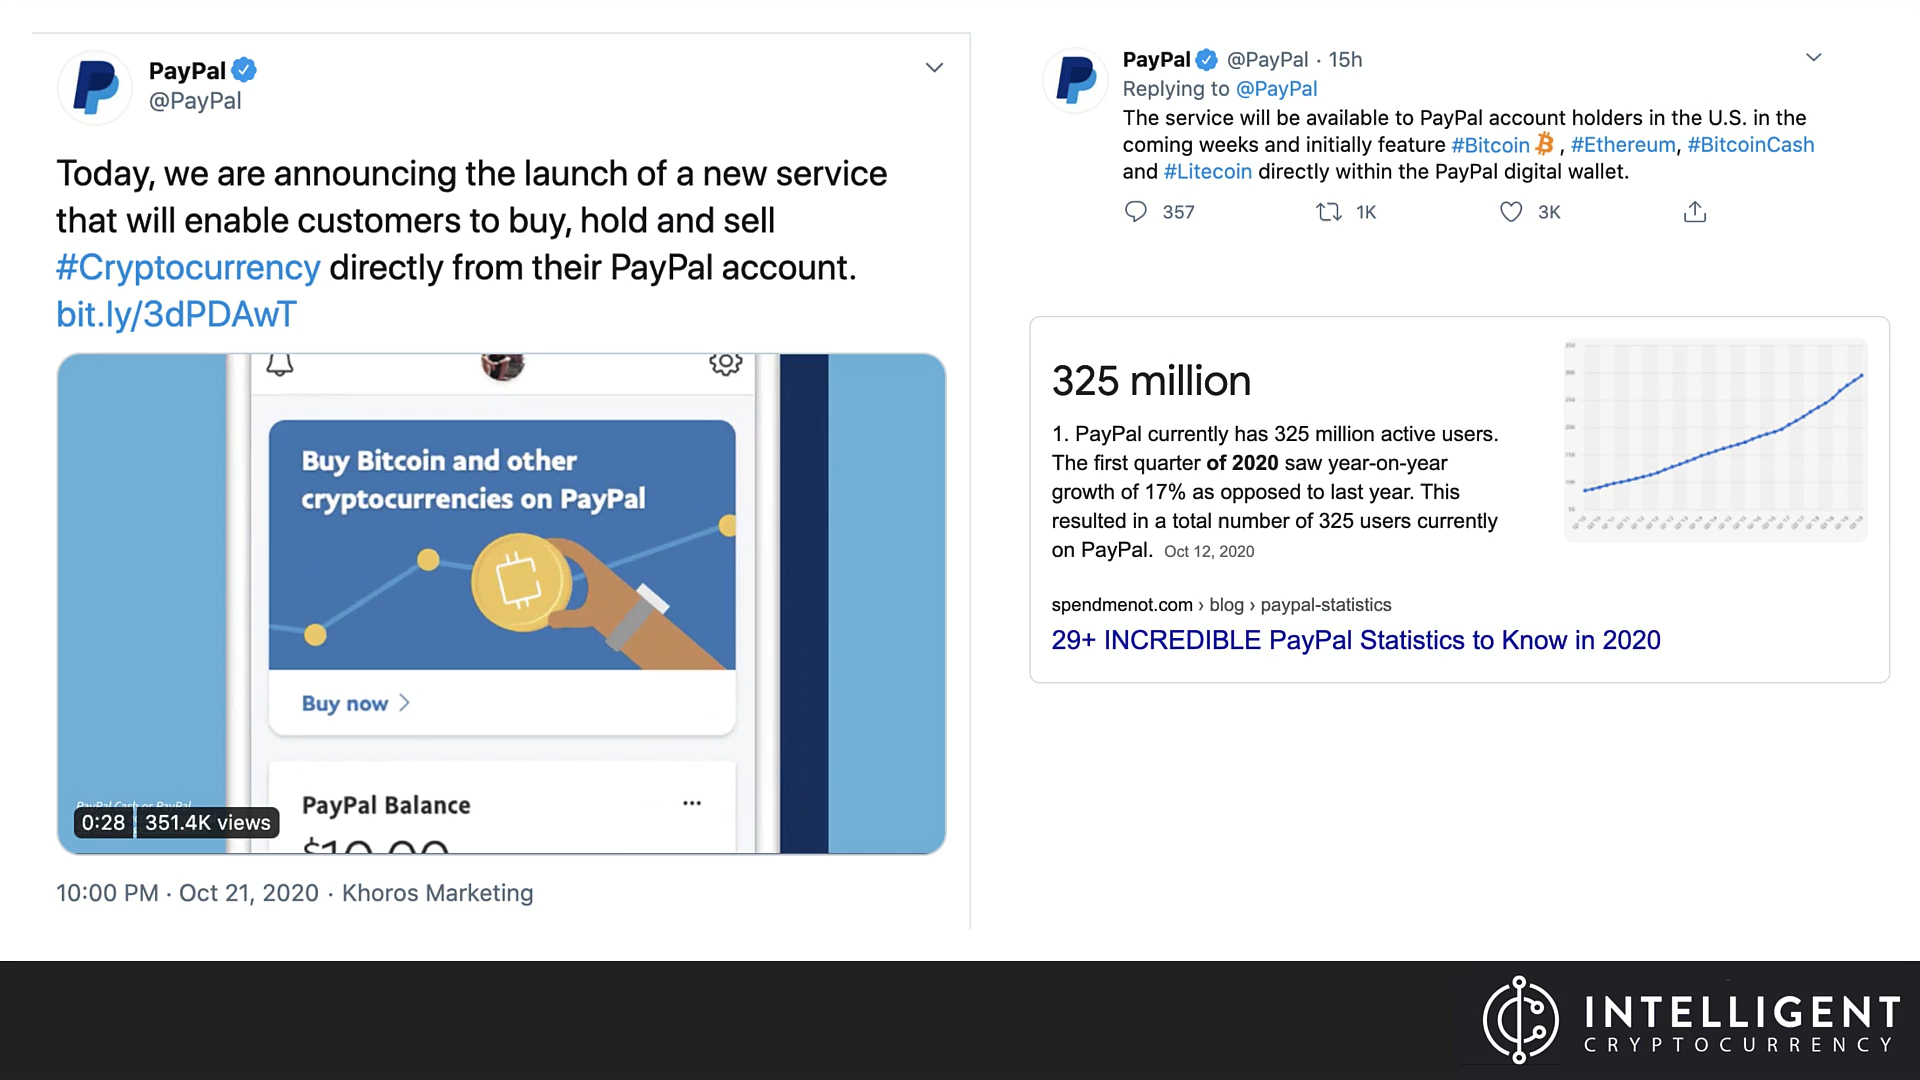 PayPal
@PayPal
Today, we are announcing the launch of a new service
that will enable customers to buy, hold and sell
#Cryptocurrency directly from their PayPal account.
bit.ly/3dPDAwT
Buy Bitcoin and other
cryptocurrencies on PayPal
Buy now
PayPal Balance
$10.00
PayPal Cash or PayPal
0:28 351.4K views
10:00 PM · Oct 21, 2020 · Khoros Marketing
PayPal @PayPal · 15h
Replying to @PayPal
The service will be available to PayPal account holders in the U.S. in the
coming weeks and initially feature #Bitcoin , #Ethereum, #BitcoinCash
and #Litecoin directly within the PayPal digital wallet.
357 1K 3K
325 million
1. PayPal currently has 325 million active users.
The first quarter of 2020 saw year-on-year
growth of 17% as opposed to last year. This
resulted in a total number of 325 users currently
on PayPal. Oct 12, 2020
spendmenot.com › blog › paypal-statistics
29+ INCREDIBLE PayPal Statistics to Know in 2020
INTELLIGENT
CRYPTOCURRENCY